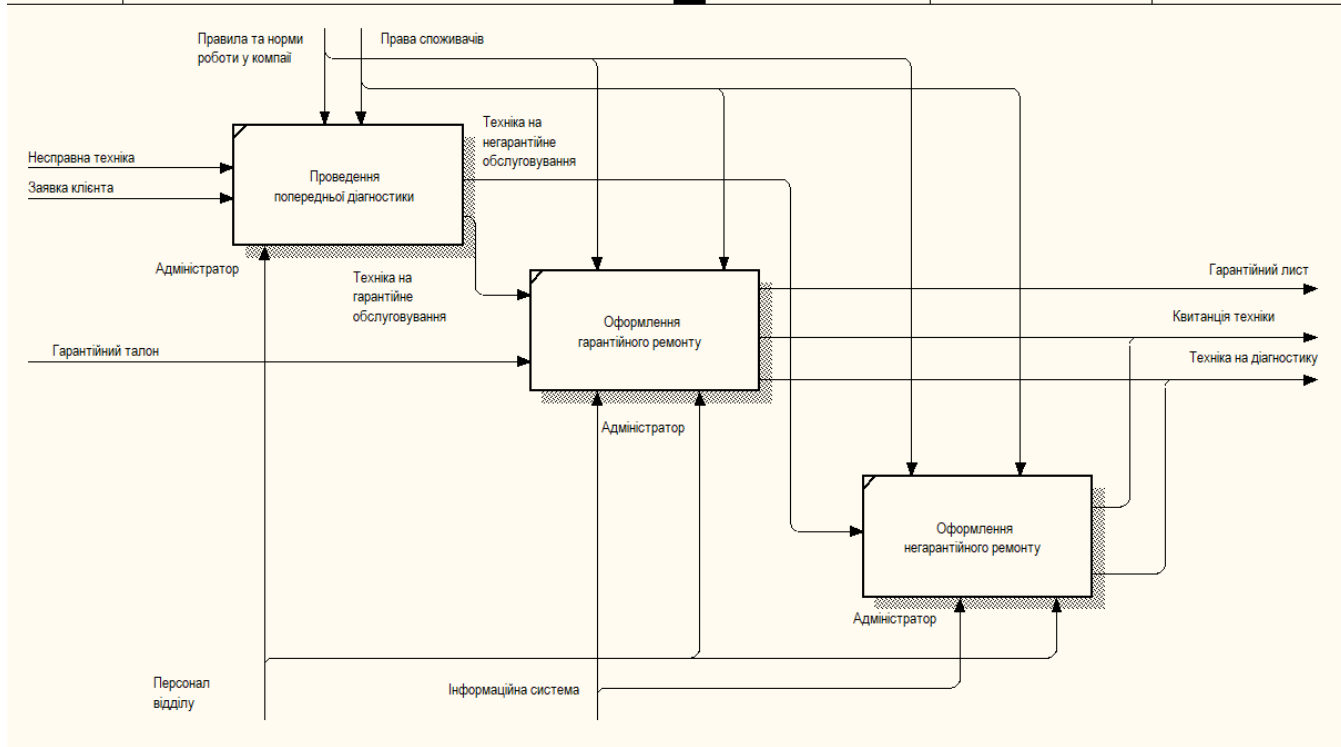 Правила та норми
роботи у компаії
Права споживачів
Техніка на
негарантійне
обслуговування
Несправна техніка
Заявка клієнта
Проведення
попередньої діагностики
Адміністратор
Техніка на
гарантійне
обслуговування
Гарантійний лист
Квитанція техніки
Техніка на діагностику
Оформлення
гарантійного ремонту
Гарантійний талон
Адміністратор
Оформлення
негарантійного ремонту
Адміністратор
Персонал
відділу
Інформаційна система